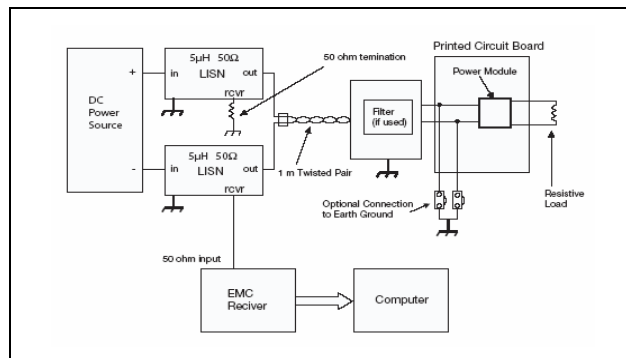 5µH 50Ω
LISN
in
out
rcvr
+
DC
Power
Source
-
50 ohm temination
5µH 50Ω
LISN
in
out
rcvr
1 m Twisted Pair
Filter
(if used)
Printed Circuit Board
Power Module
Optional Connection
to Earth Ground
Resistive
Load
50 ohm input
EMC
Reciver
Computer